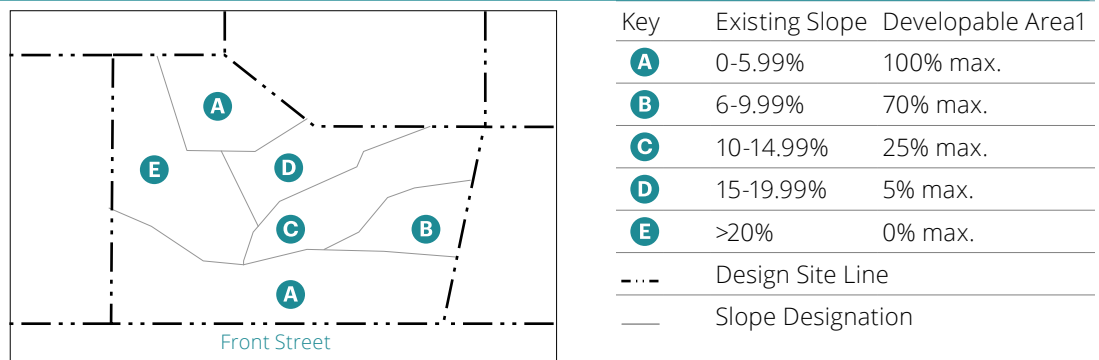 A
E
D
C
B
A
Front Street
Key Existing Slope Developable Area1
A 0-5.99% 100% max.
B 6-9.99% 70% max.
C 10-14.99% 25% max.
D 15-19.99% 5% max.
E >20% 0% max.
Design Site Line
Slope Designation